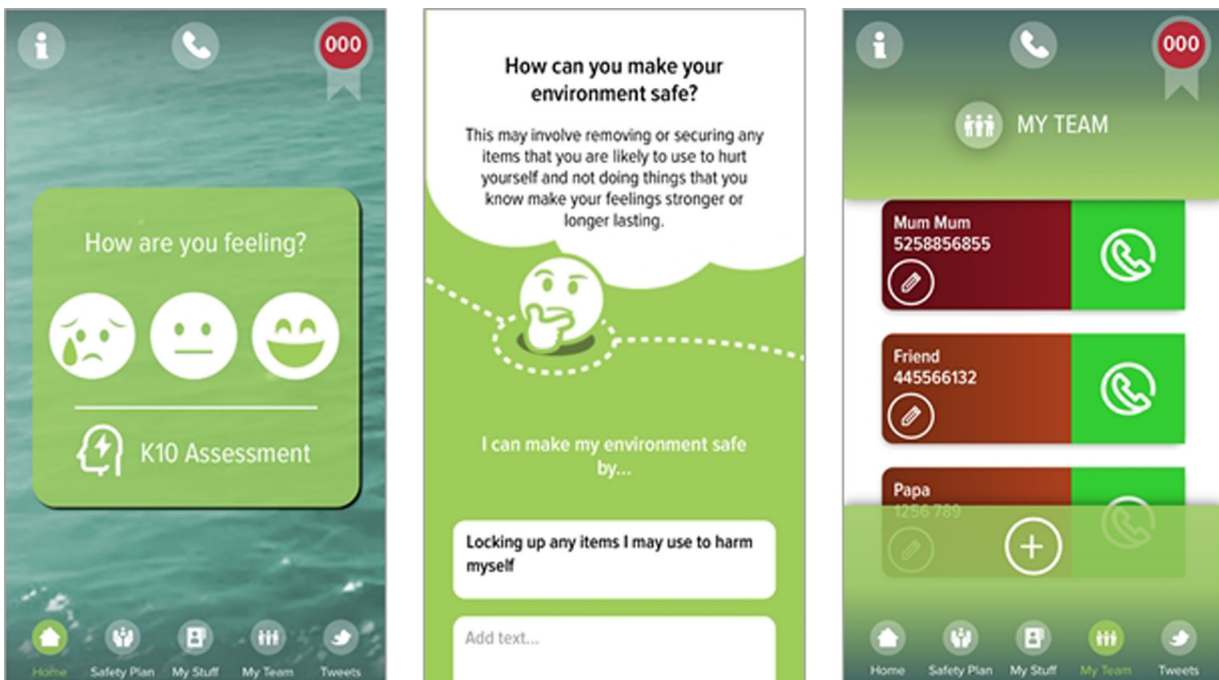 000
How are you feeling?
K10 Assessment
Home
Safety Plan
My Stuff
My Team
Tweets
How can you make your
environment safe?
This may involve removing or securing any
items that you are likely to use to hurt
yourself and not doing things that you
know make your feelings stronger or
longer lasting.
I can make my environment safe
by...
Locking up any items I may use to harm
myself
Add text...
000
MY TEAM
Mum Mum
5258856855
Friend
445566132
Papa
1256 789
Home
Safety Plan
My Stuff
My Team
Tweets